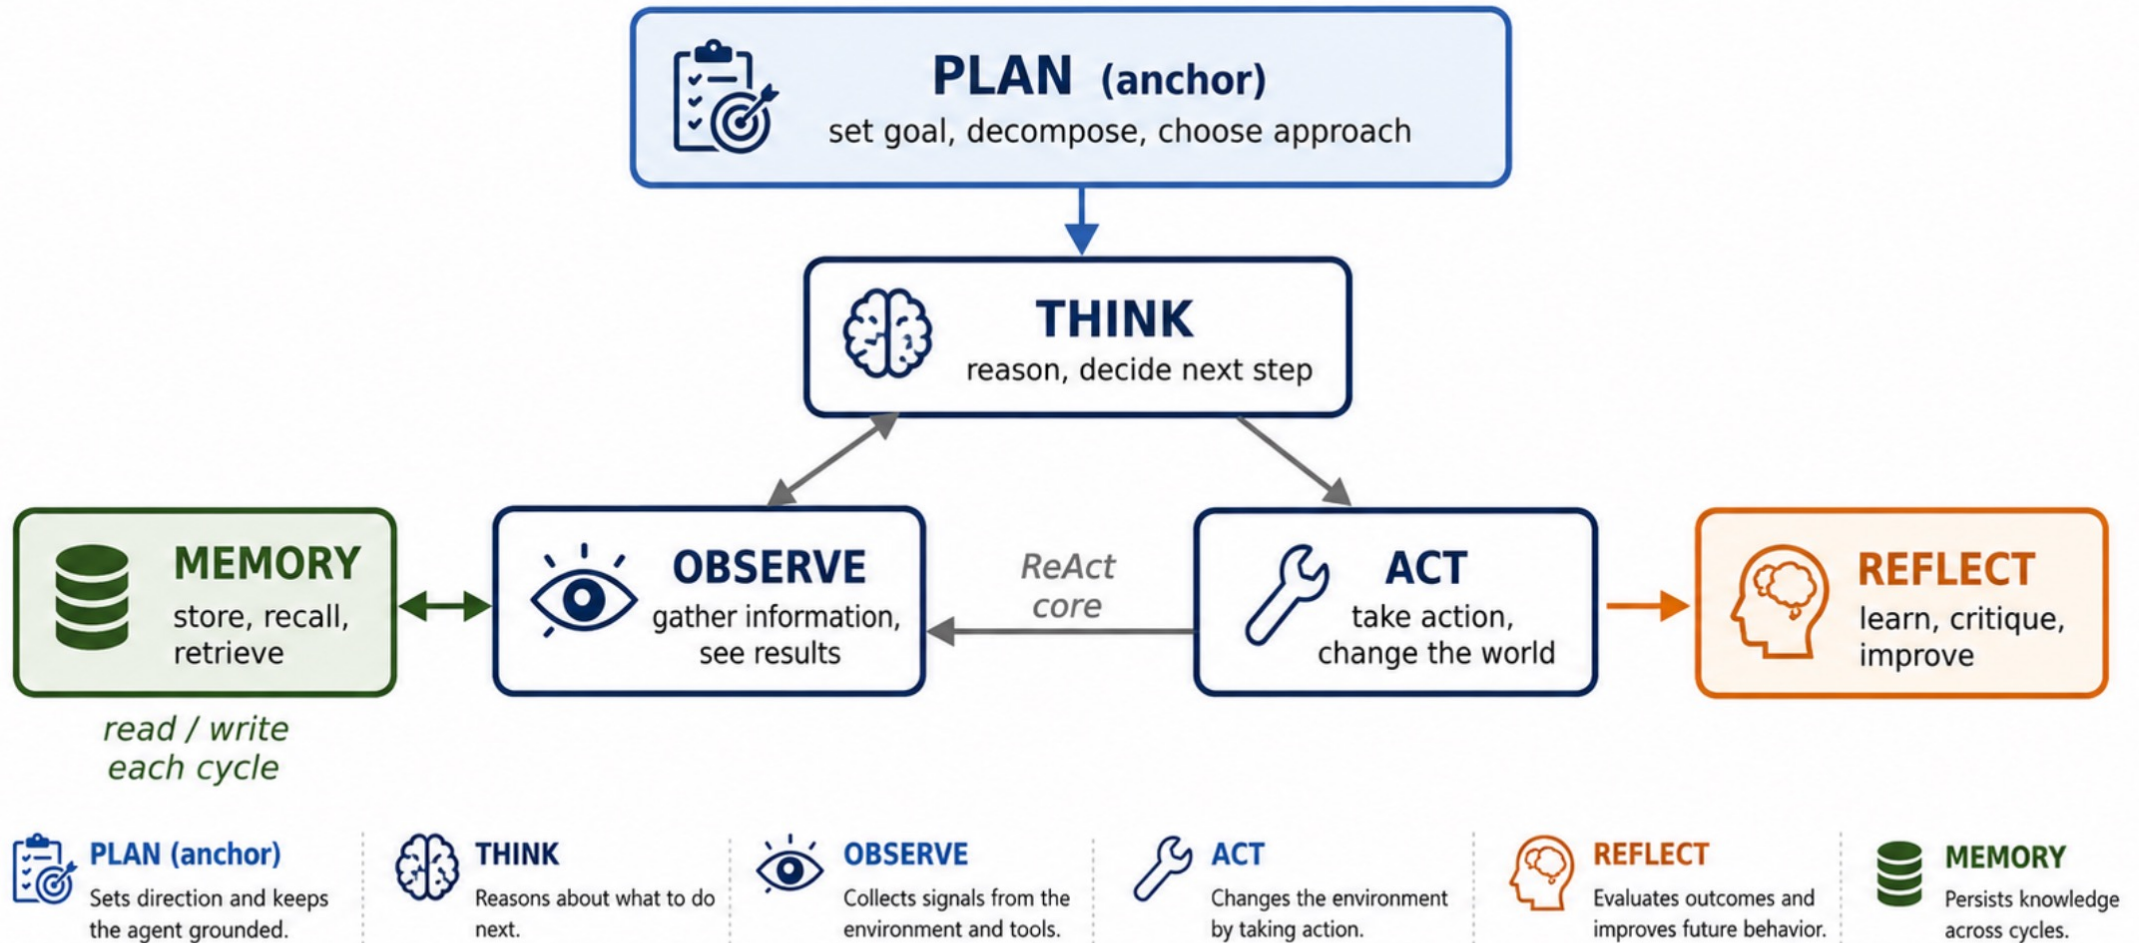 PLAN (anchor)
set goal, decompose, choose approach
THINK
reason, decide next step
MEMORY
store, recall,
retrieve
read / write
each cycle
OBSERVE
gather information,
see results
ReAct
core
ACT
take action,
change the world
REFLECT
learn, critique,
improve
PLAN (anchor)
Sets direction and keeps
the agent grounded.
THINK
Reasons about what to do
next.
OBSERVE
Collects signals from the
environment and tools.
ACT
Changes the environment
by taking action.
REFLECT
Evaluates outcomes and
improves future behavior.
MEMORY
Persists knowledge
across cycles.